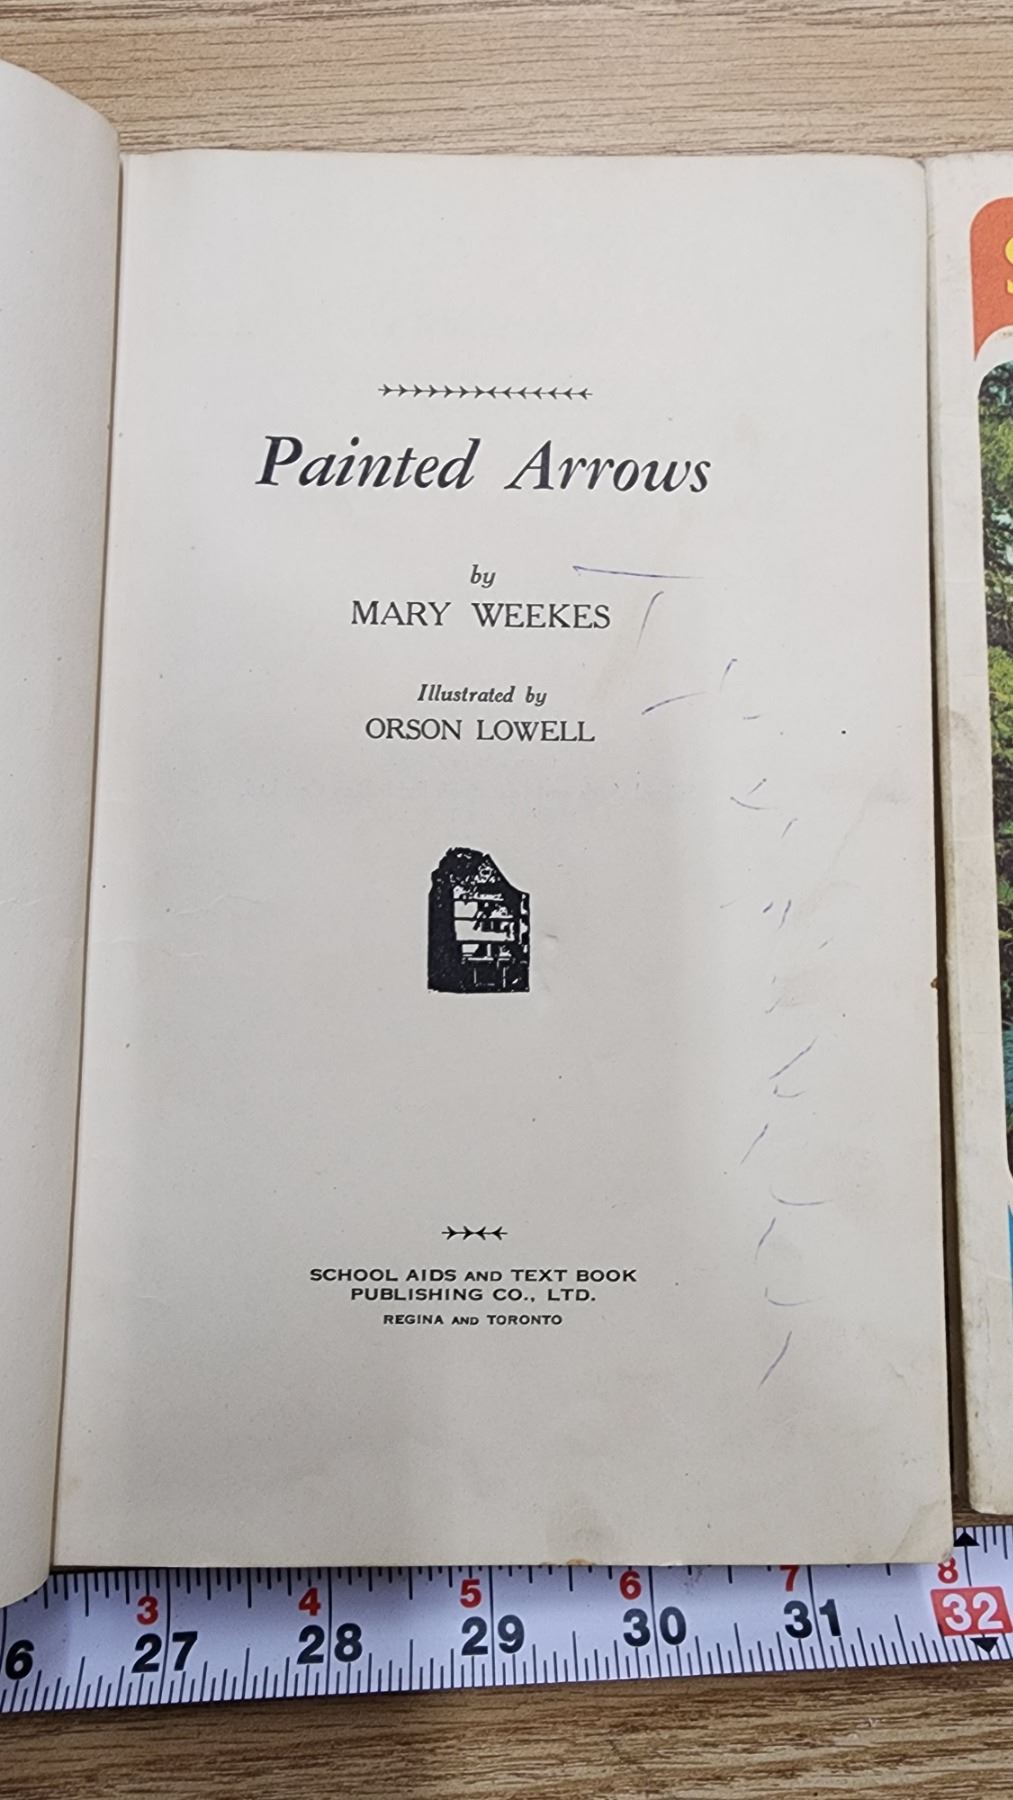 Painted Arrows
by
MARY WEEKES
Illustrated by
ORSON LOWELL
SCHOOL AIDS AND TEXT BOOK
PUBLISHING CO., LTD.
REGINA AND TORONTO
3 4 5 6 7 8
6 27 28 29 30 31 32